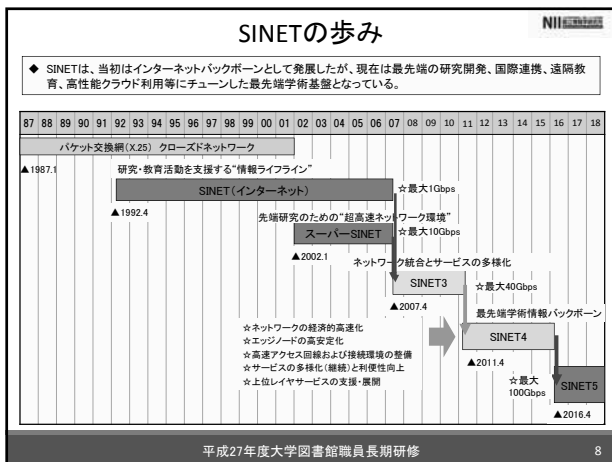 SINETの歩み
NII
◆ SINETは、当初はインターネットバックボーンとして発展したが、現在は最先端の研究開発、国際連携、遠隔教
育、高性能クラウド利用等にチューンした最先端学術基盤となっている。
87 88 89 90 91 92 93 94 95 96 97 98 99 00 01 02 03 04 05 06 07 08 09 10 11 12 13 14 15 16 17 18
パケット交換網(X.25) クローズドネットワーク
▲1987.1
研究・教育活動を支援する"情報ライフライン"
SINET(インターネット)
☆最大1Gbps
▲1992.4
先端研究のための"超高速ネットワーク環境"
スーパーSINET
☆最大10Gbps
▲2002.1
ネットワーク統合とサービスの多様化
SINET3
☆最大40Gbps
▲2007.4
最先端学術情報バックボーン
☆ネットワークの経済的高速化
☆エッジノードの高安定化
☆高速アクセス回線および接続環境の整備
☆サービスの多様化(継続)と利便性向上
☆上位レイヤサービスの支援・展開
SINET4
▲2011.4
☆最大
100Gbps
SINET5
▲2016.4
平成27年度大学図書館職員長期研修
8